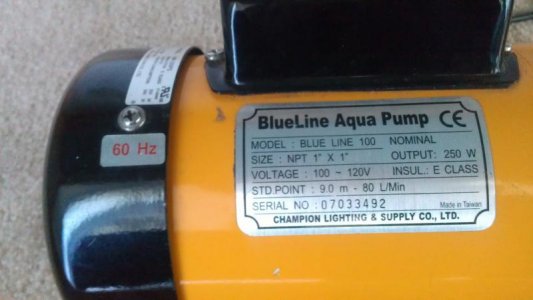 60 Hz
BlueLine Aqua Pump CE
MODEL : BLUE LINE 100 NOMINAL
SIZE : NPT 1" X 1" OUTPUT: 250 W
VOLTAGE : 100 ~ 120V INSUL.: E CLASS
STD.POINT : 9.0 m - 80 L/Min
SERIAL NO : 07033492 Made in Taiwan
CHAMPION LIGHTING & SUPPLY CO., LTD.